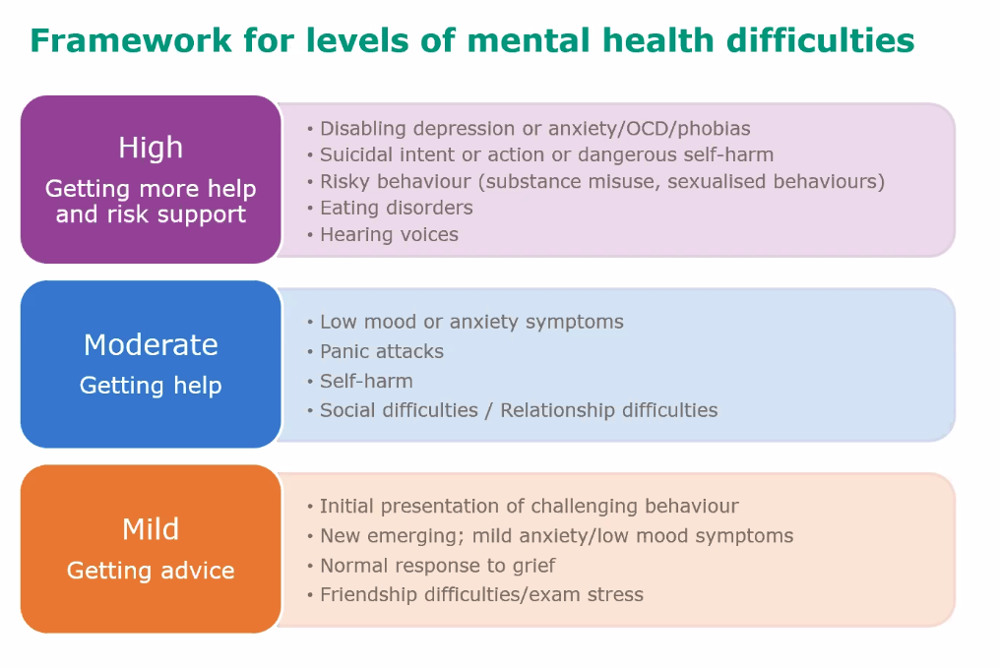 Framework for levels of mental health difficulties
High
Getting more help
and risk support
• Disabling depression or anxiety/OCD/phobias
• Suicidal intent or action or dangerous self-harm
• Risky behaviour (substance misuse, sexualised behaviours)
• Eating disorders
• Hearing voices
Moderate
Getting help
• Low mood or anxiety symptoms
• Panic attacks
• Self-harm
• Social difficulties / Relationship difficulties
Mild
Getting advice
• Initial presentation of challenging behaviour
• New emerging; mild anxiety/low mood symptoms
• Normal response to grief
• Friendship difficulties/exam stress